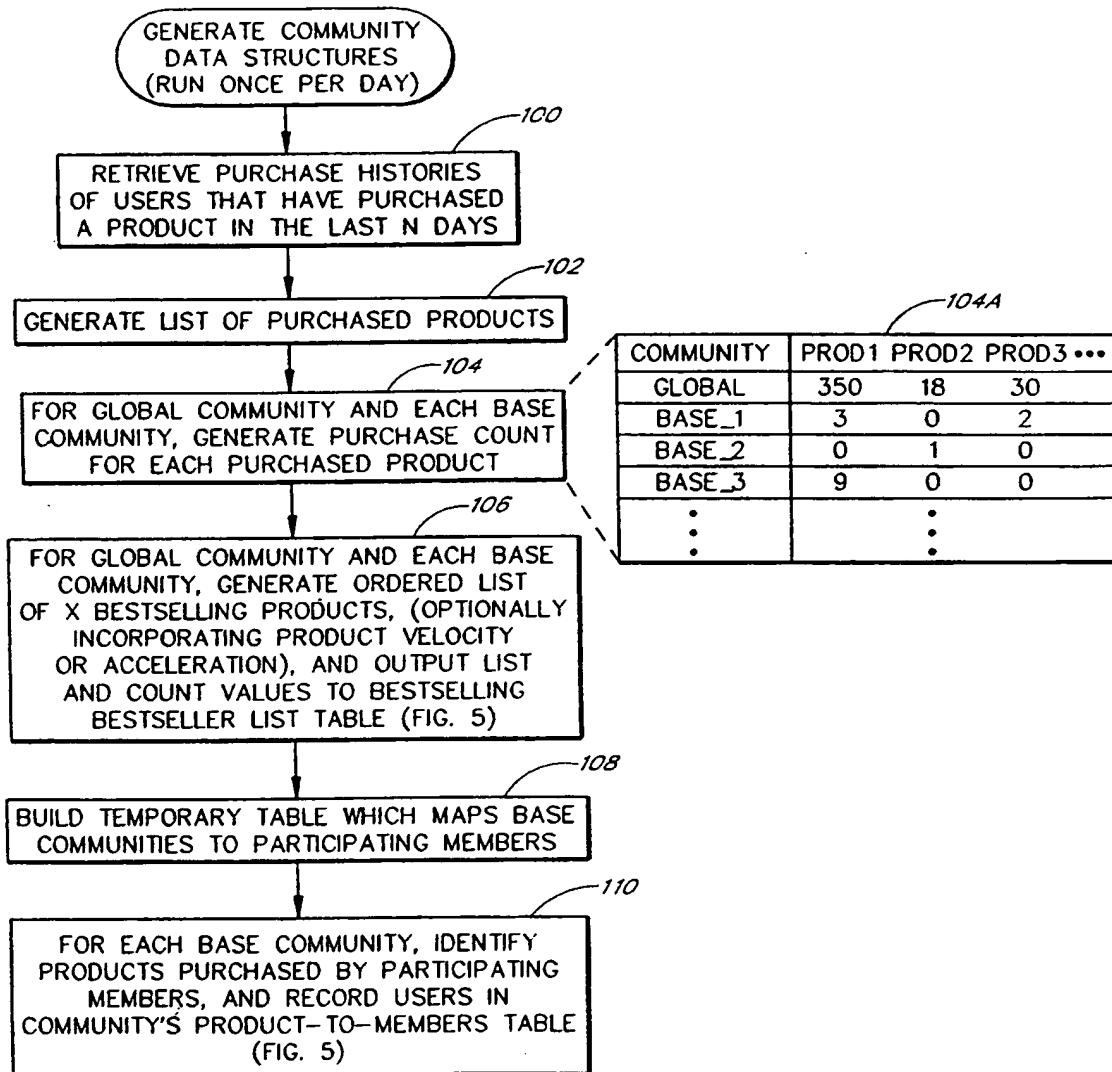 GENERATE COMMUNITY
DATA STRUCTURES
(RUN ONCE PER DAY)
100
RETRIEVE PURCHASE HISTORIES
OF USERS THAT HAVE PURCHASED
A PRODUCT IN THE LAST N DAYS
102
GENERATE LIST OF PURCHASED PRODUCTS
104
FOR GLOBAL COMMUNITY AND EACH BASE
COMMUNITY, GENERATE PURCHASE COUNT
FOR EACH PURCHASED PRODUCT
104A
COMMUNITY PROD1 PROD2 PROD3 •••
GLOBAL 350 18 30
BASE_1 3 0 2
BASE_2 0 1 0
BASE_3 9 0 0
106
FOR GLOBAL COMMUNITY AND EACH BASE
COMMUNITY, GENERATE ORDERED LIST
OF X BESTSELLING PRODUCTS, (OPTIONALLY
INCORPORATING PRODUCT VELOCITY
OR ACCELERATION), AND OUTPUT LIST
AND COUNT VALUES TO BESTSELLING
BESTSELLER LIST TABLE (FIG. 5)
108
BUILD TEMPORARY TABLE WHICH MAPS BASE
COMMUNITIES TO PARTICIPATING MEMBERS
110
FOR EACH BASE COMMUNITY, IDENTIFY
PRODUCTS PURCHASED BY PARTICIPATING
MEMBERS, AND RECORD USERS IN
COMMUNITY'S PRODUCT-TO-MEMBERS TABLE
(FIG. 5)